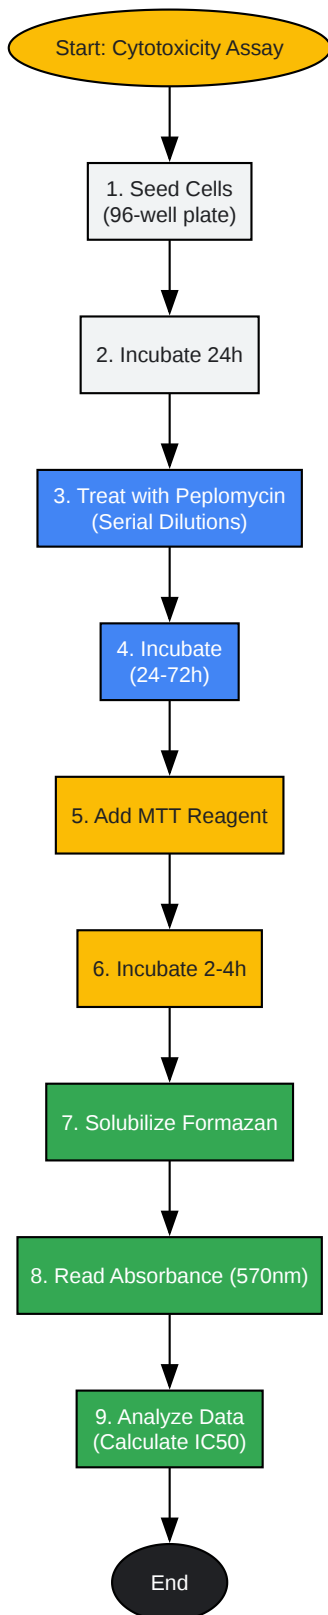 Start: Cytotoxicity Assay
1. Seed Cells
(96-well plate)
2. Incubate 24h
3. Treat with Peplomycin
(Serial Dilutions)
4. Incubate
(24-72h)
5. Add MTT Reagent
6. Incubate 2-4h
7. Solubilize Formazan
8. Read Absorbance (570nm)
9. Analyze Data
(Calculate IC50)
End